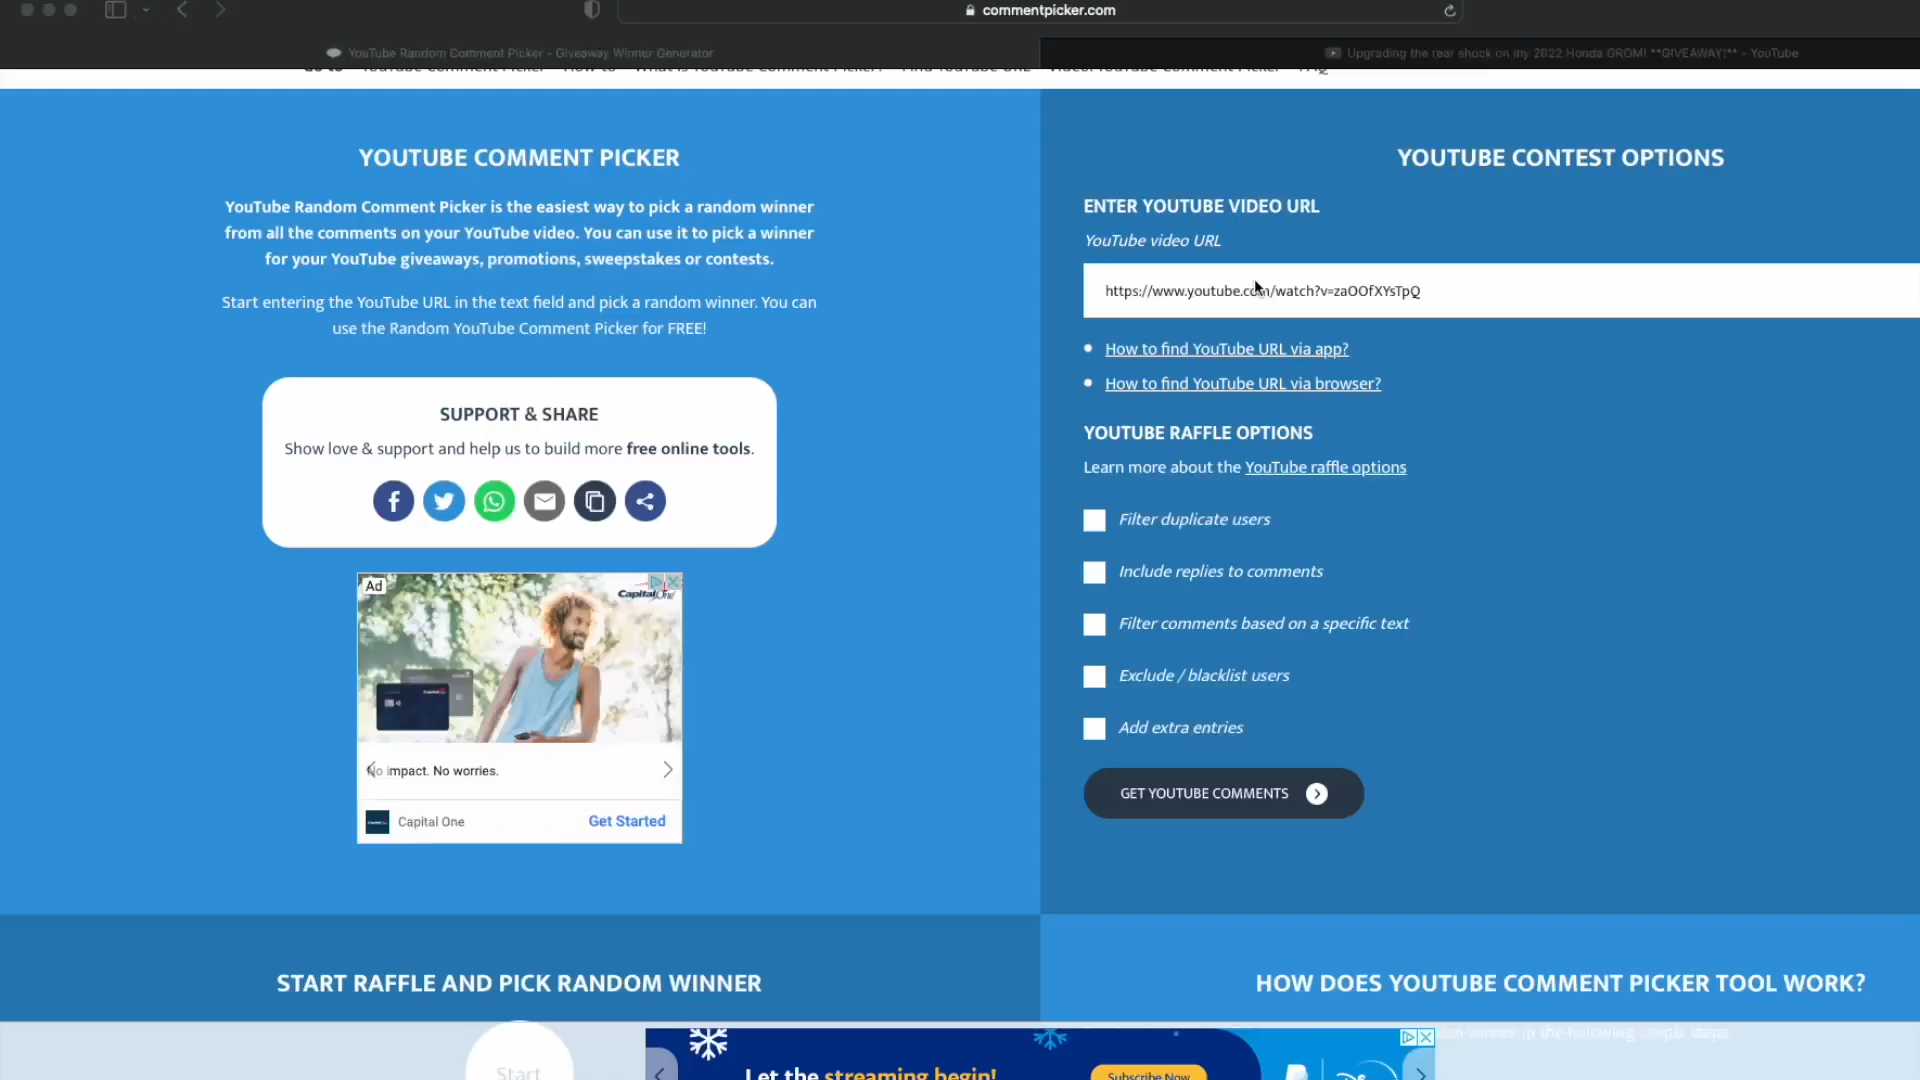 commentpicker.com
YouTube Random Comment Picker - Giveaway Winner Generator
Upgrading the rear shock on my 2022 Honda GROM! **GIVEAWAY!** - YouTube
YOUTUBE COMMENT PICKER
YouTube Random Comment Picker is the easiest way to pick a random winner
from all the comments on your YouTube video. You can use it to pick a winner
for your YouTube giveaways, promotions, sweepstakes or contests.
Start entering the YouTube URL in the text field and pick a random winner. You can
use the Random YouTube Comment Picker for FREE!
SUPPORT & SHARE
Show love & support and help us to build more free online tools.
Ad
Capital One
No impact. No worries.
Capital One
Get Started
YOUTUBE CONTEST OPTIONS
ENTER YOUTUBE VIDEO URL
YouTube video URL
https://www.youtube.com/watch?v=zaOOfXYsTpQ
How to find YouTube URL via app?
How to find YouTube URL via browser?
YOUTUBE RAFFLE OPTIONS
Learn more about the YouTube raffle options
Filter duplicate users
Include replies to comments
Filter comments based on a specific text
Exclude / blacklist users
Add extra entries
GET YOUTUBE COMMENTS
START RAFFLE AND PICK RANDOM WINNER
HOW DOES YOUTUBE COMMENT PICKER TOOL WORK?
Start
Let the streaming begin!
Subscribe Now